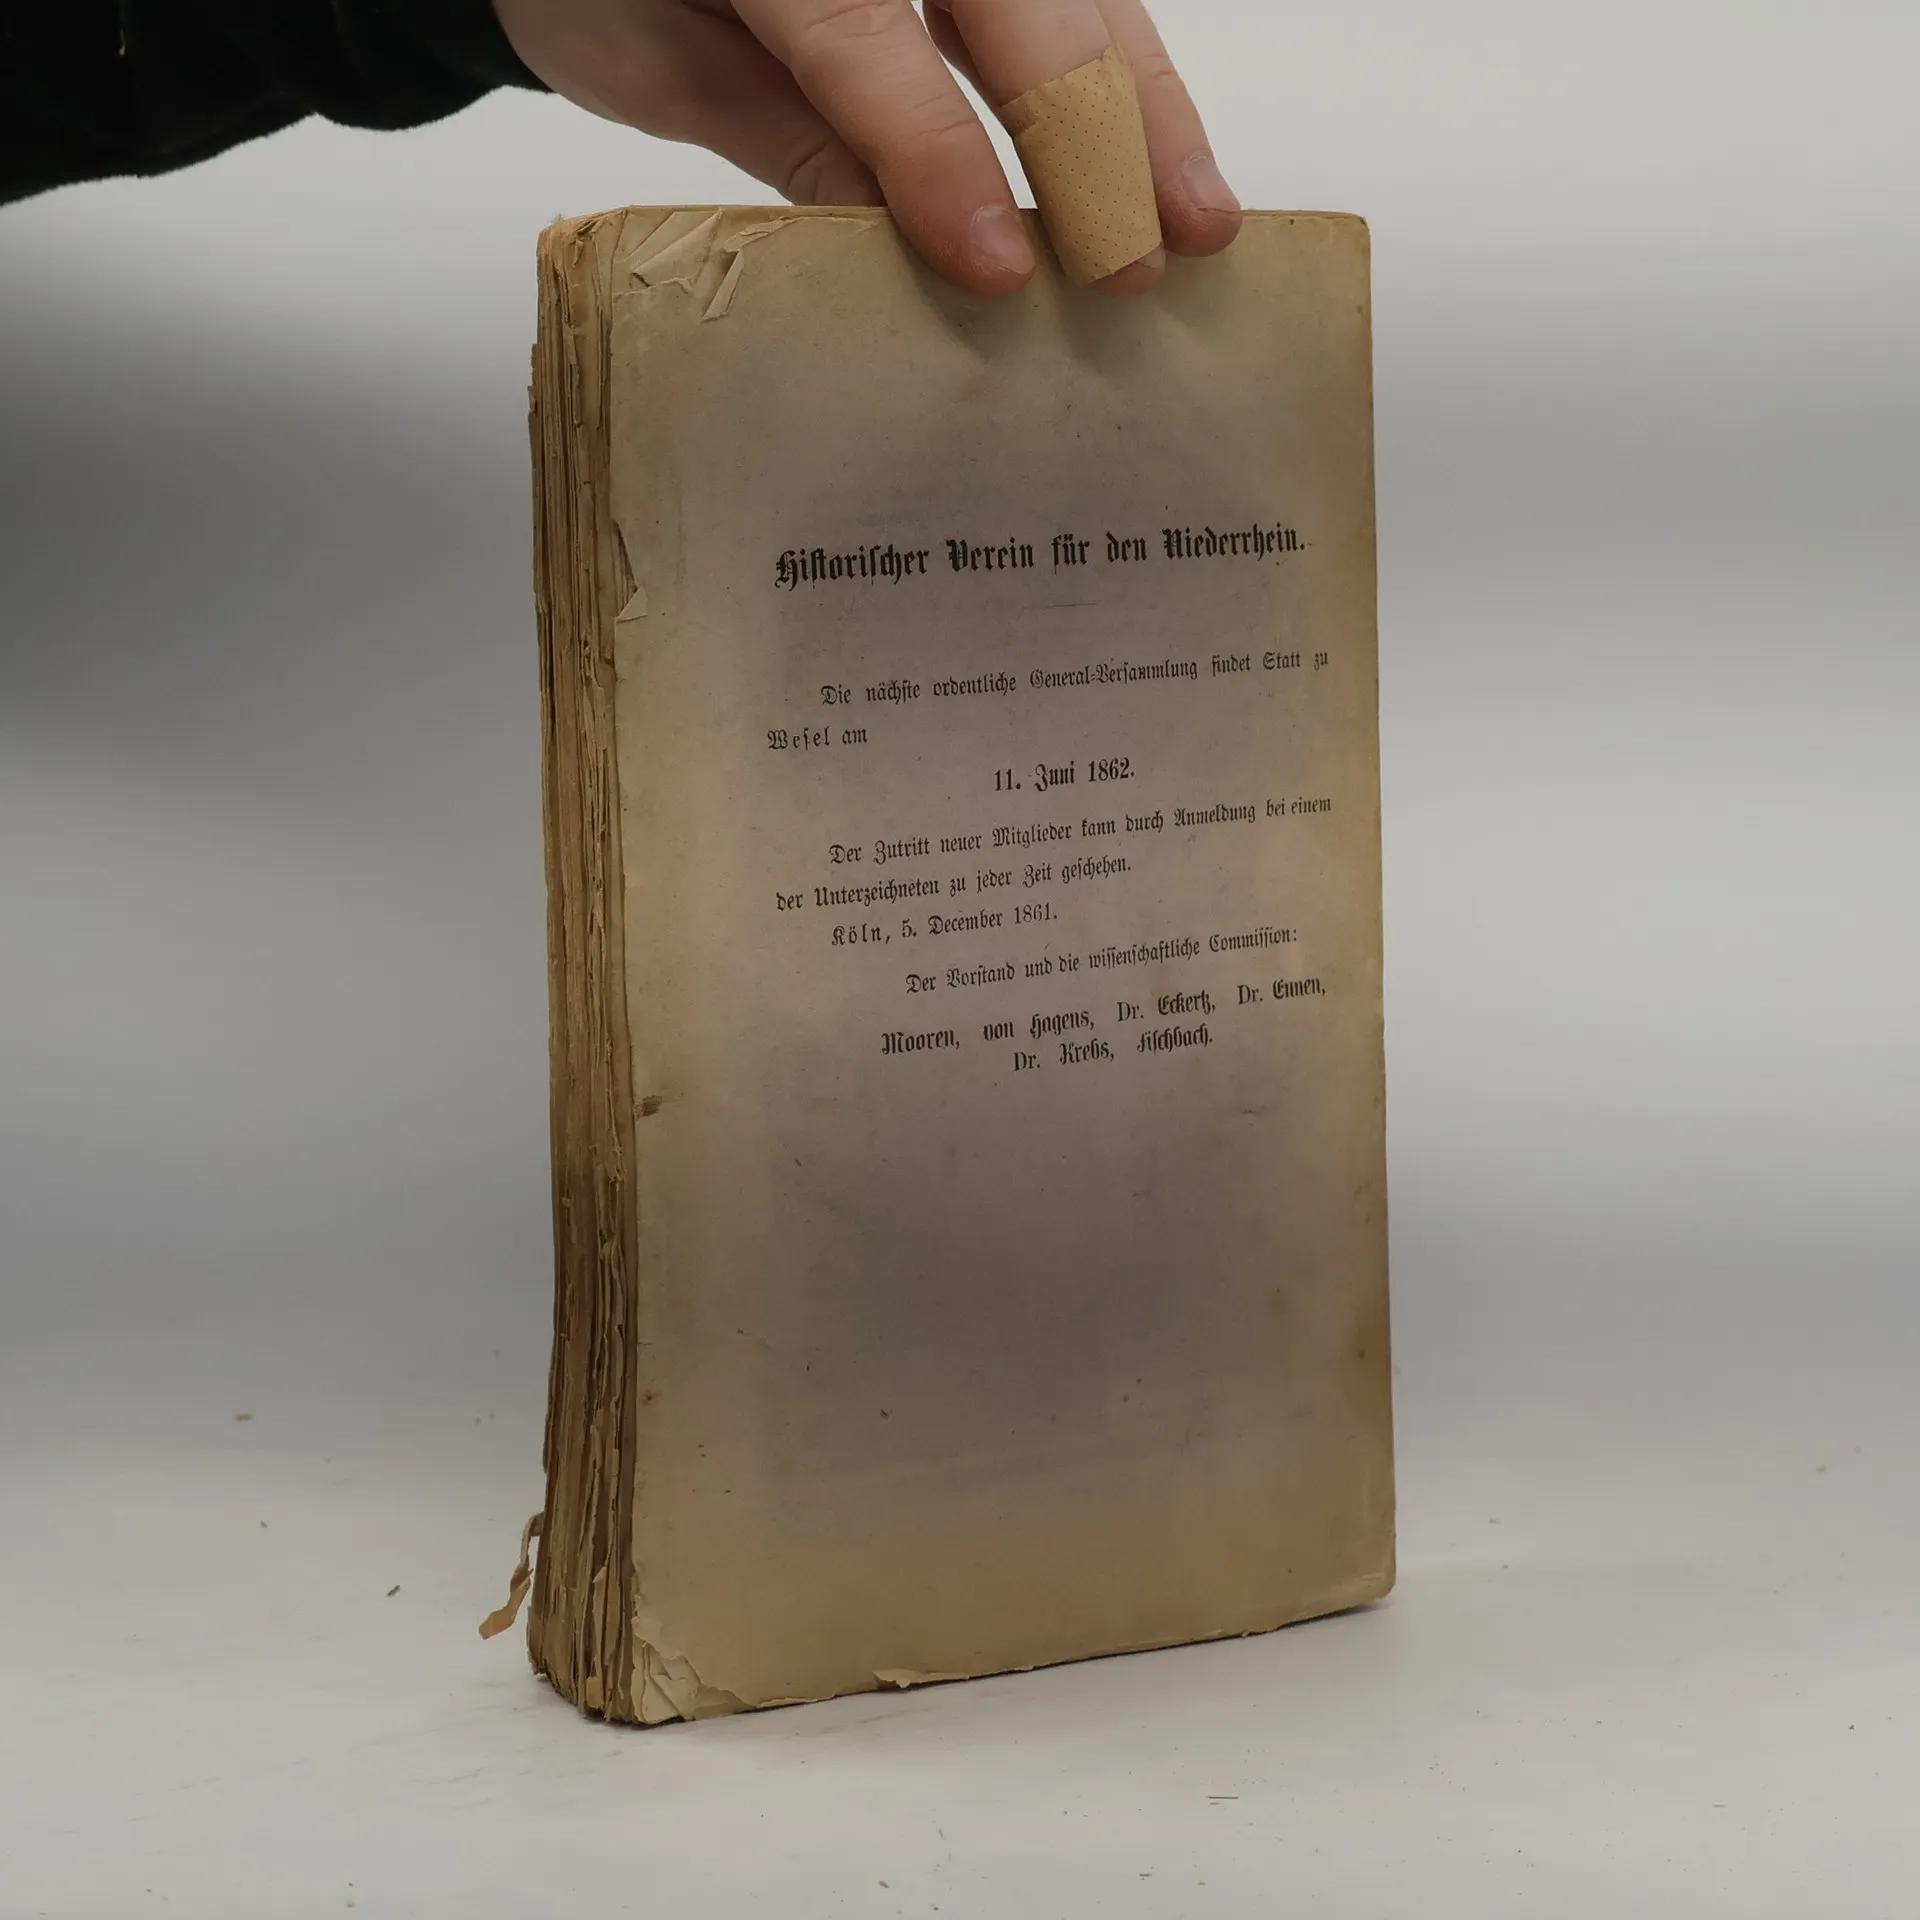 Historischer Verein für den Niederrhein.
Die nächste ordentliche General-Versammlung findet Statt zu
Wesel am
11. Juni 1862.
Der Zutritt neuer Mitglieder kann durch Anmeldung bei einem
der Unterzeichneten zu jeder Zeit geschehen.
Köln, 5. December 1861.
Der Vorstand und die wissenschaftliche Commission:
Mooren, von Hagens, Dr. Eckertz, Dr. Ennen,
Dr. Krebs, Fischbach.